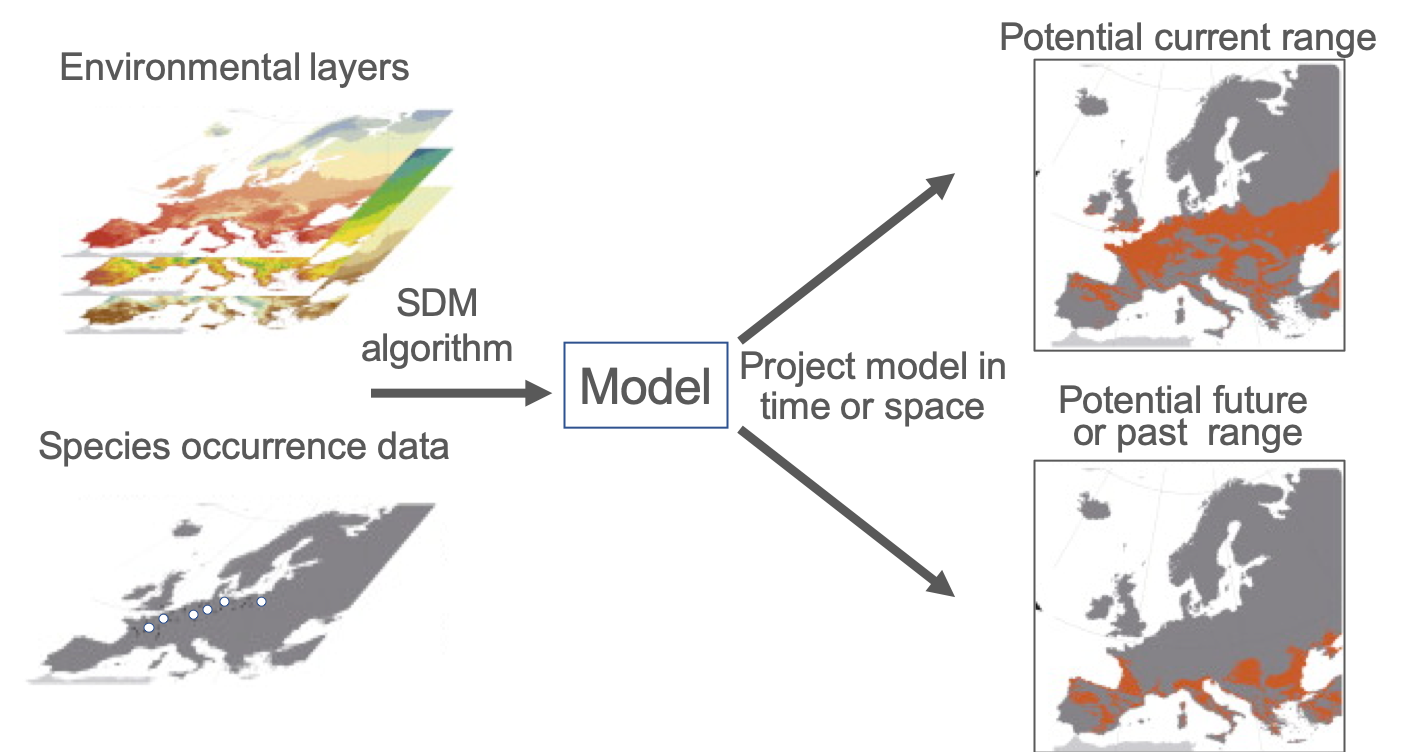 Environmental layers
SDM
algorithm
Species occurrence data
Model
Project model in
time or space
Potential current range
Potential future
or past range